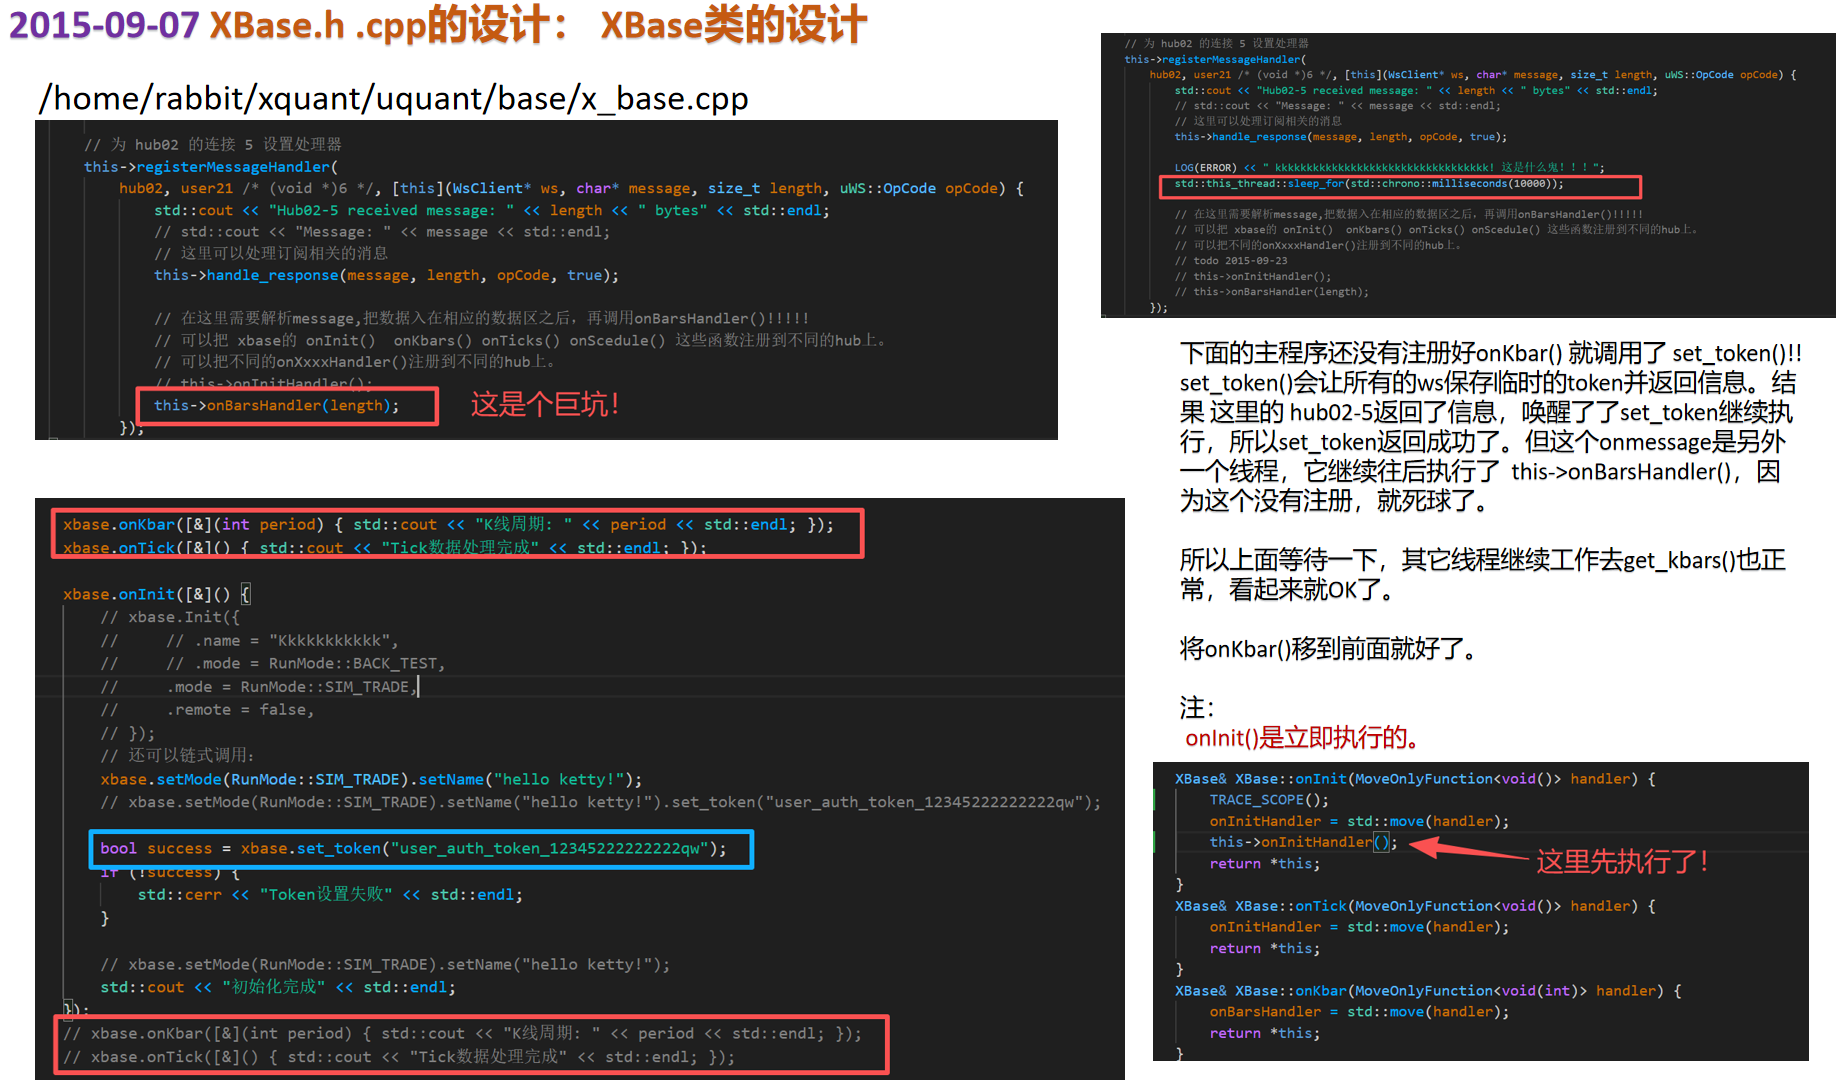 2015-09-07 XBase.h .cpp的设计： XBase类的设计
/home/rabbit/xquant/uquant/base/x_base.cpp
// 为 hub02 的连接 5 设置处理器
this->registerMessageHandler(
hub02, user21 /* (void *)6 */, [this](WsClient* ws, char* message, size_t length, uWS::OpCode opCode) {
std::cout << "Hub02-5 received message: " << length << " bytes" << std::endl;
// std::cout << "Message: " << message << std::endl;
// 这里可以处理订阅相关的消息
this->handle_response(message, length, opCode, true);
// 在这里需要解析message,把数据入在相应的数据区之后，再调用onBarsHandler()!!!!!
// 可以把 xbase的 onInit()  onKbars() onTicks() onScedule() 这些函数注册到不同的hub上。
// 可以把不同的onXxxxHandler()注册到不同的hub上。
// this->onInitHandler();
this->onBarsHandler(length);
这是个巨坑！
});
xbase.onKbar([&](int period) { std::cout << "K线周期: " << period << std::endl; });
xbase.onTick([&]() { std::cout << "Tick数据处理完成" << std::endl; });
xbase.onInit([&]() {
// xbase.Init({
//     // .name = "Kkkkkkkkkkk",
//     // .mode = RunMode::BACK_TEST,
//     .mode = RunMode::SIM_TRADE,
//     .remote = false,
// });
// 还可以链式调用：
xbase.setMode(RunMode::SIM_TRADE).setName("hello ketty!");
// xbase.setMode(RunMode::SIM_TRADE).setName("hello ketty!").set_token("user_auth_token_12345222222222qw");
bool success = xbase.set_token("user_auth_token_12345222222222qw");
if (!success) {
std::cerr << "Token设置失败" << std::endl;
}
// xbase.setMode(RunMode::SIM_TRADE).setName("hello ketty!");
std::cout << "初始化完成" << std::endl;
});
// xbase.onKbar([&](int period) { std::cout << "K线周期: " << period << std::endl; });
// xbase.onTick([&]() { std::cout << "Tick数据处理完成" << std::endl; });
// 为 hub02 的连接 5 设置处理器
this->registerMessageHandler(
hub02, user21 /* (void *)6 */, [this](WsClient* ws, char* message, size_t length, uWS::OpCode opCode) {
std::cout << "Hub02-5 received message: " << length << " bytes" << std::endl;
// std::cout << "Message: " << message << std::endl;
// 这里可以处理订阅相关的消息
this->handle_response(message, length, opCode, true);
LOG(ERROR) << " kkkkkkkkkkkkkkkkkkkkkkkkkkkkkkkkkk! 这是什么鬼！！！";
std::this_thread::sleep_for(std::chrono::milliseconds(10000));
// 在这里需要解析message,把数据入在相应的数据区之后，再调用onBarsHandler()!!!!!
// 可以把 xbase的 onInit()  onKbars() onTicks() onScedule() 这些函数注册到不同的hub上。
// 可以把不同的onXxxxHandler()注册到不同的hub上。
// todo 2015-09-23
// this->onInitHandler();
// this->onBarsHandler(length);
});
下面的主程序还没有注册好onKbar() 就调用了 set_token()!!
set_token()会让所有的ws保存临时的token并返回信息。结
果 这里的 hub02-5返回了信息，唤醒了了set_token继续执
行，所以set_token返回成功了。但这个onmessage是另外
一个线程，它继续往后执行了 this->onBarsHandler()，因
为这个没有注册，就死球了。
所以上面等待一下，其它线程继续工作去get_kbars()也正
常，看起来就OK了。
将onKbar()移到前面就好了。
注：
onInit()是立即执行的。
XBase& XBase::onInit(MoveOnlyFunction<void()> handler) {
TRACE_SCOPE();
onInitHandler = std::move(handler);
this->onInitHandler();
这里先执行了！
return *this;
}
XBase& XBase::onTick(MoveOnlyFunction<void()> handler) {
onInitHandler = std::move(handler);
return *this;
}
XBase& XBase::onKbar(MoveOnlyFunction<void(int)> handler) {
onBarsHandler = std::move(handler);
return *this;
}